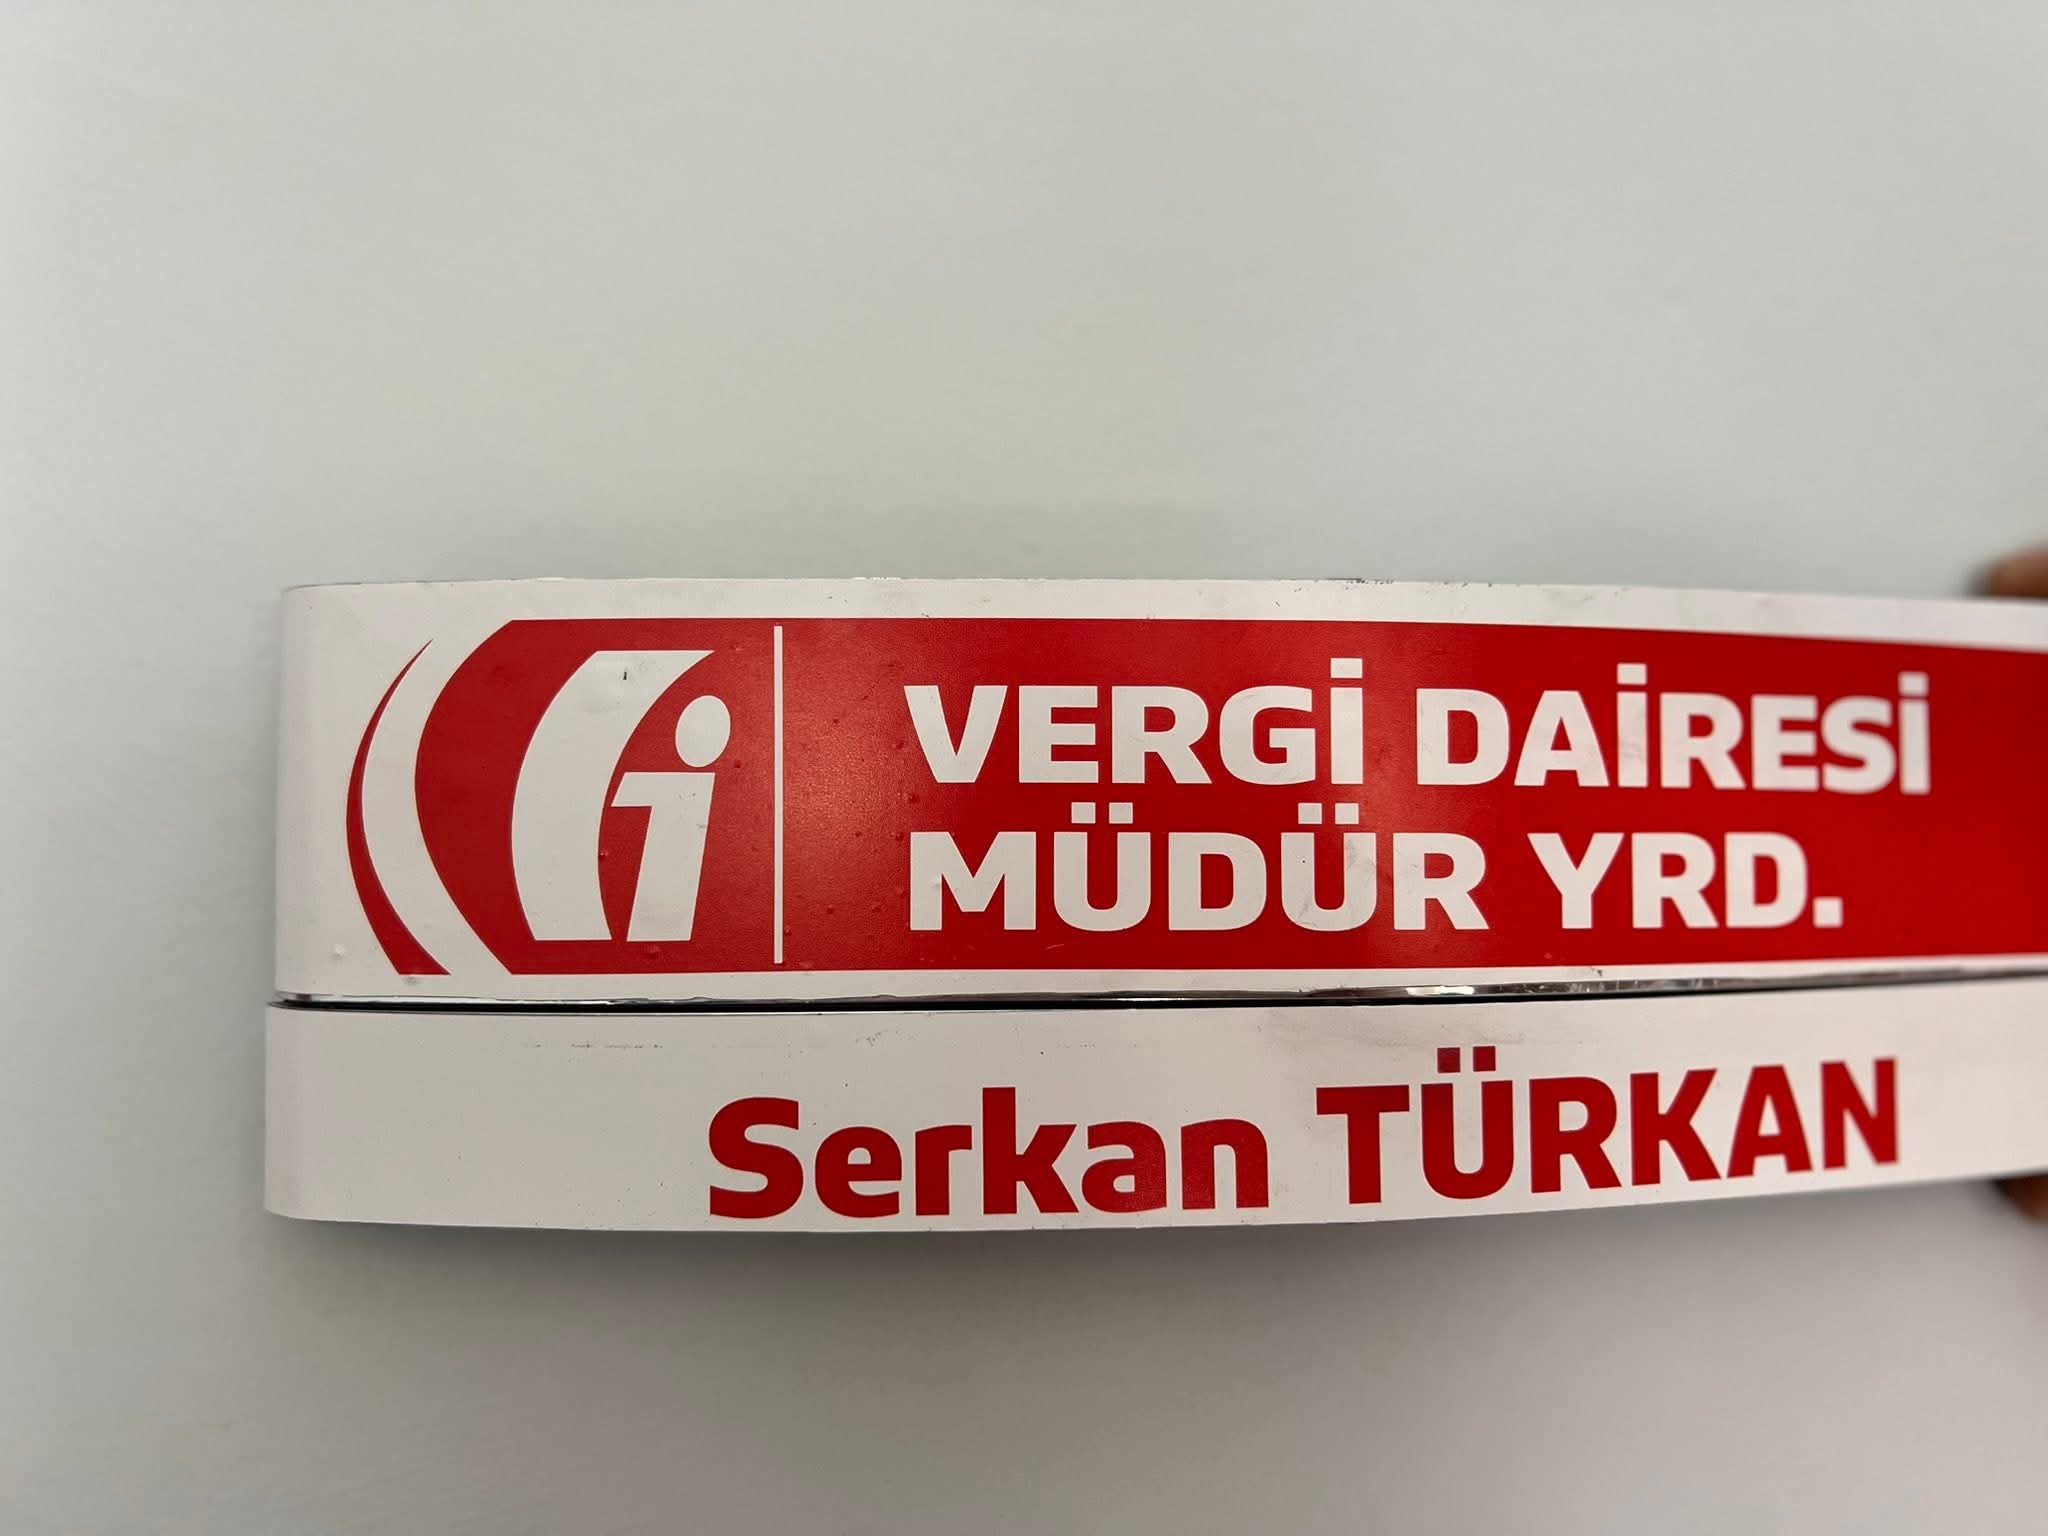 VERGİ DAİRESİ
MÜDÜR YRD.
Serkan TÜRKAN